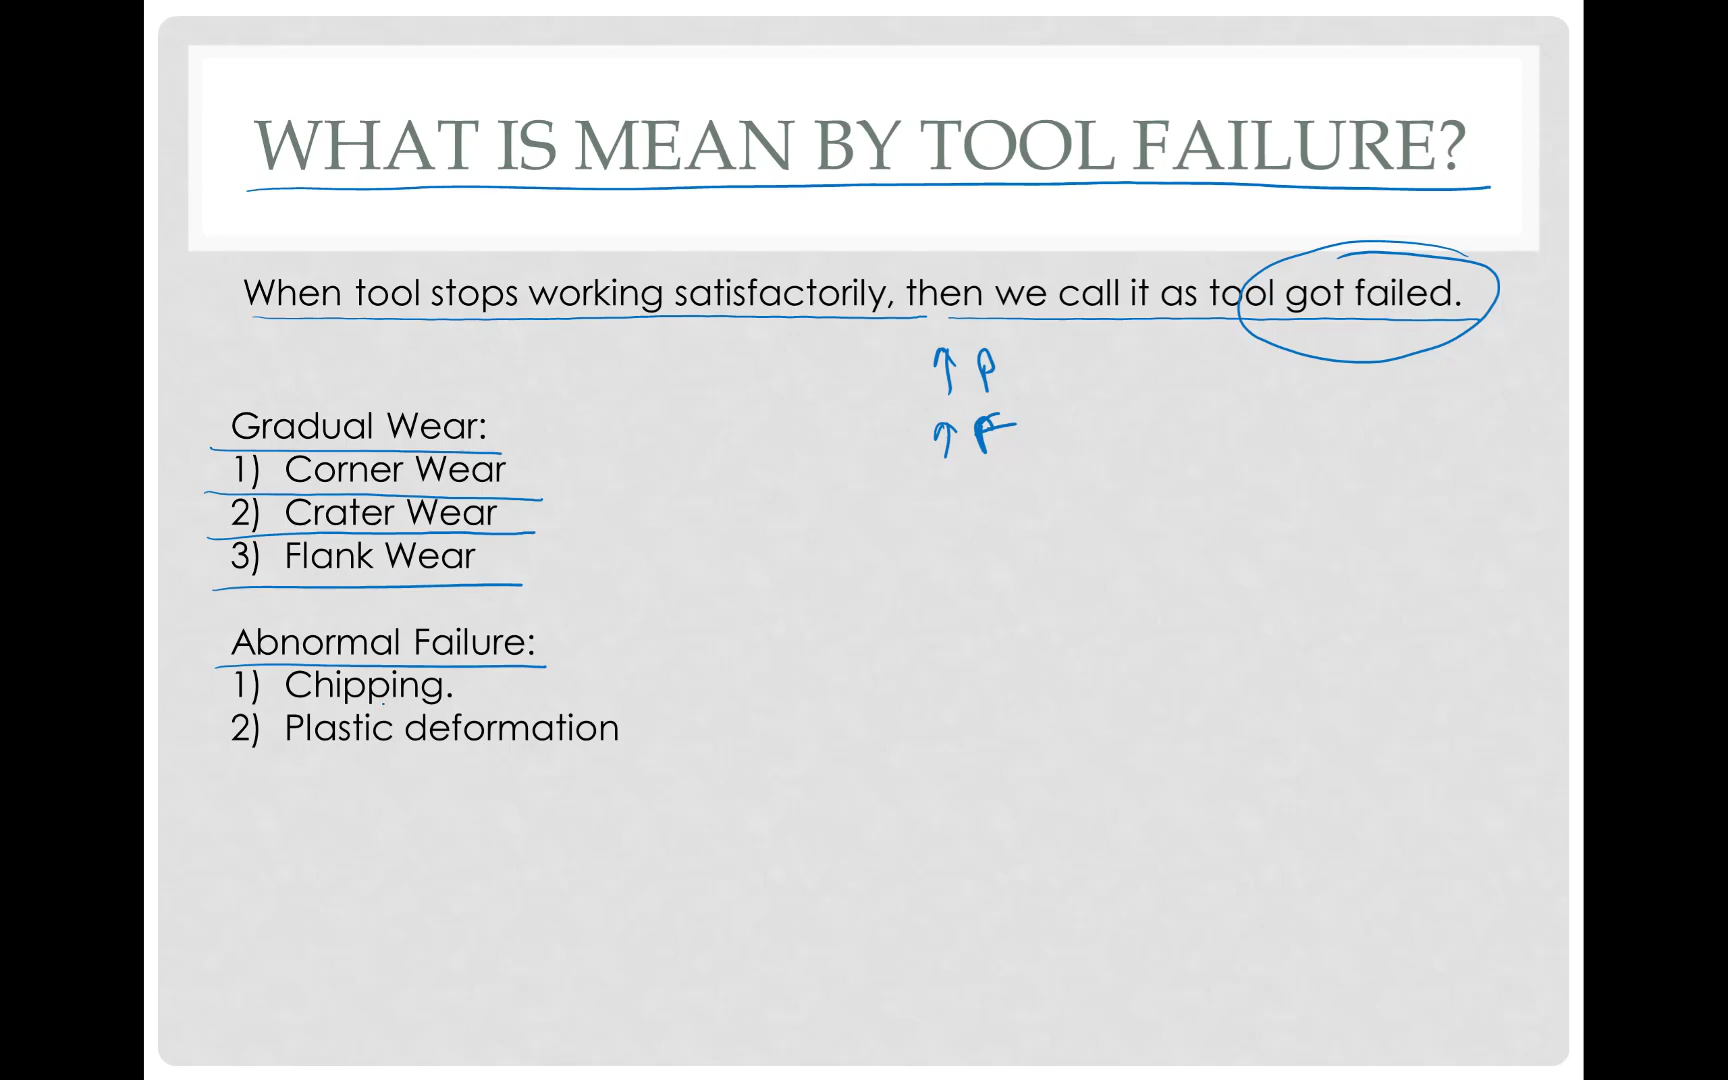 WHAT IS MEAN BY TOOL FAILURE?
When tool stops working satisfactorily, then we call it as tool got failed.
↑ P
↑ F
Gradual Wear:
1) Corner Wear
2) Crater Wear
3) Flank Wear
Abnormal Failure:
1) Chipping.
2) Plastic deformation